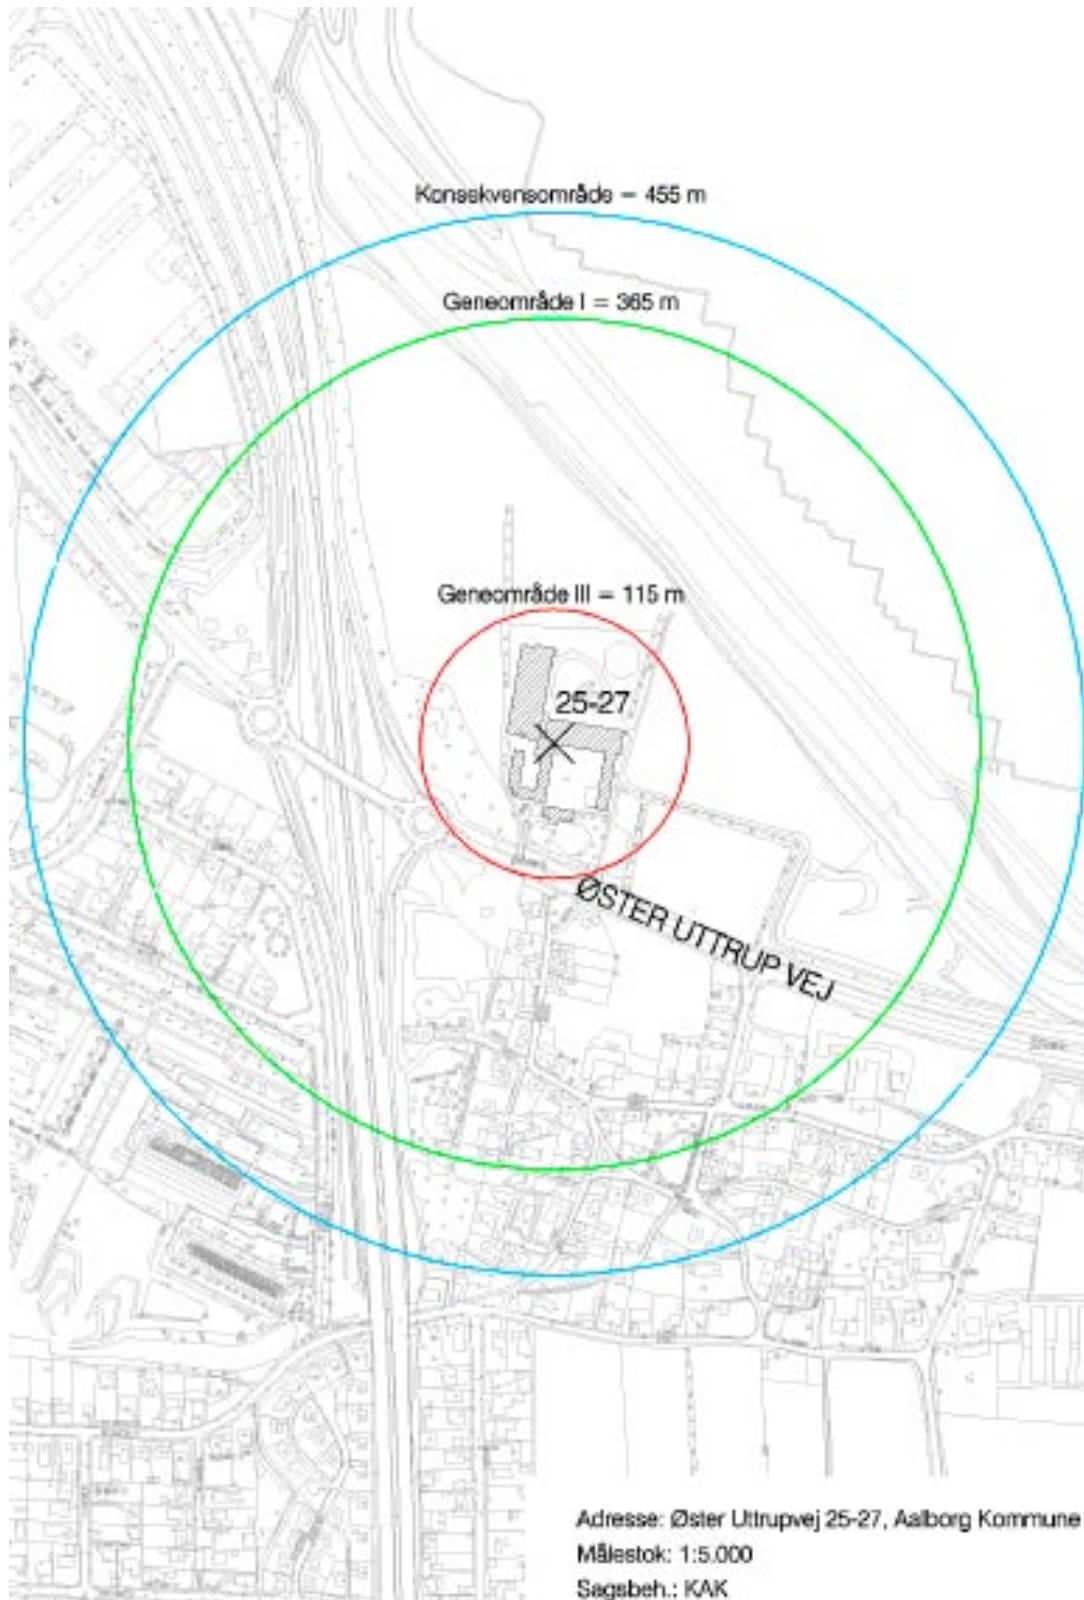 Konsekvensområde = 455 m
Geneområde I = 365 m
Geneområde III = 115 m
25-27
ØSTER UTTRUP VEJ
Adresse: Øster Uttrupvej 25-27, Aalborg Kommune
Målestok: 1:5.000
Sagsbeh.: KAK